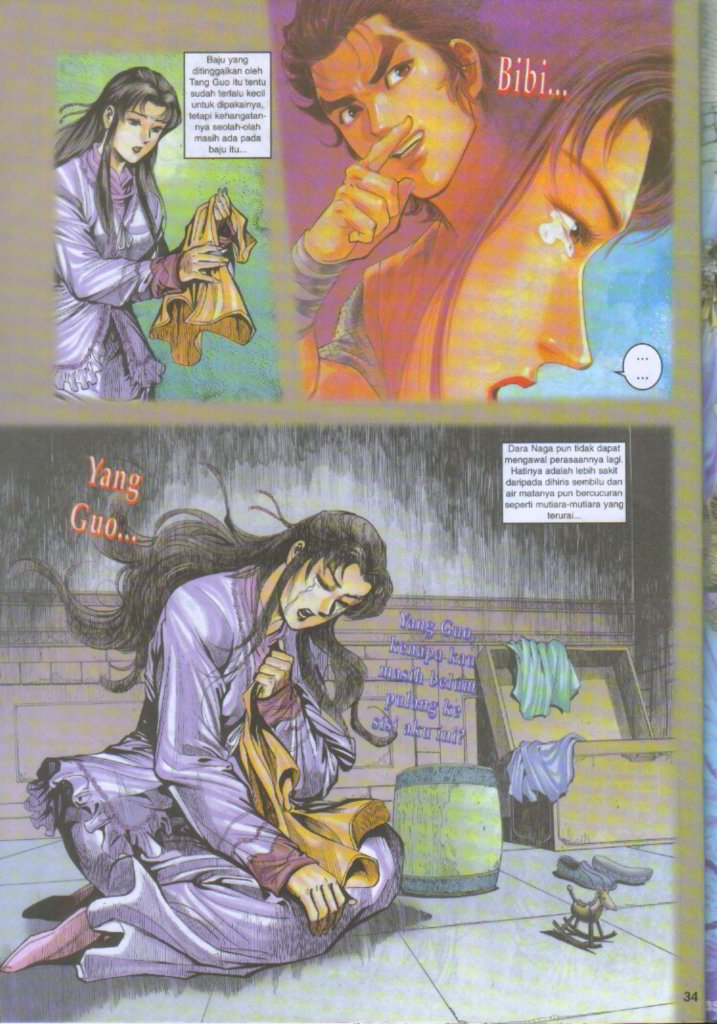 Baju yang
ditinggalkan oleh
Tang Guo itu tentu
sudah terlalu kecil
untuk dipakainya,
tetapi kehangatan-
nya seolah-olah
masih ada pada
baju itu...
Bibi...
...
...
Yang
Guo...
Dara Naga pun tidak dapat
mengawal perasaannya lagi.
Hatinya adalah lebih sakit
daripada dihiris sembilu dan
air matanya pun bercucuran
seperti mutiara-mutiara yang
terurai...
Yang Guo,
kenapa kau
masih belum
pulang ke
sisi aku ini?
34